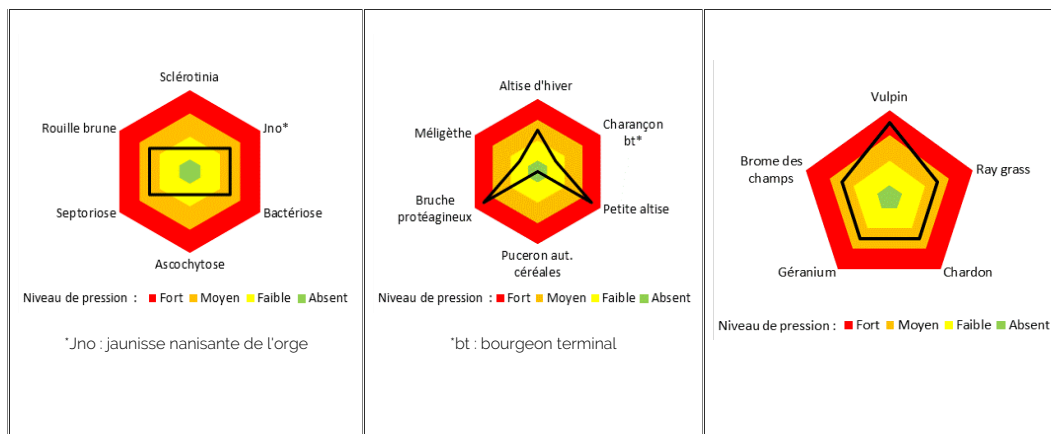 Sclérotinia
Rouille brune
Jno*
Septoriose
Bactériose
Ascochytose
Niveau de pression : Fort Moyen Faible Absent
*Jno : jaunisse nanisante de l'orge
Altise d'hiver
Méligèthe
Charançon
bt*
Bruche
protéagineux
Petite altise
Puceron aut.
céréales
Niveau de pression : Fort Moyen Faible Absent
*bt : bourgeon terminal
Vulpin
Brome des
champs
Ray grass
Géranium
Chardon
Niveau de pression : Fort Moyen Faible Absent